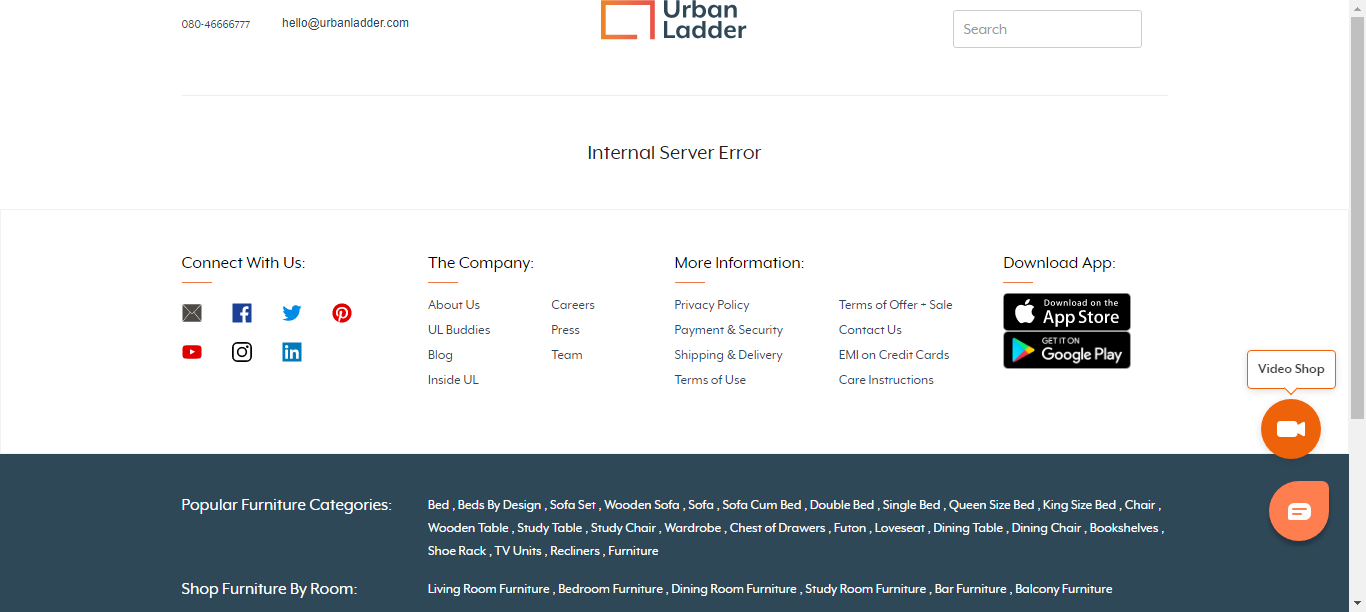 080-46666777
hello@urbanladder.com
Urban
Ladder
Search
Internal Server Error
Connect With Us:
The Company:
About Us
UL Buddies
Blog
Inside UL
Careers
Press
Team
More Information:
Privacy Policy
Payment & Security
Shipping & Delivery
Terms of Use
Terms of Offer + Sale
Contact Us
EMI on Credit Cards
Care Instructions
Download App:
Download on the
App Store
GET IT ON
Google Play
Video Shop
Popular Furniture Categories:
Bed , Beds By Design , Sofa Set , Wooden Sofa , Sofa , Sofa Cum Bed , Double Bed , Single Bed , Queen Size Bed , King Size Bed , Chair ,
Wooden Table , Study Table , Study Chair , Wardrobe , Chest of Drawers , Futon , Loveseat , Dining Table , Dining Chair , Bookshelves ,
Shoe Rack , TV Units , Recliners , Furniture
Shop Furniture By Room:
Living Room Furniture , Bedroom Furniture , Dining Room Furniture , Study Room Furniture , Bar Furniture , Balcony Furniture